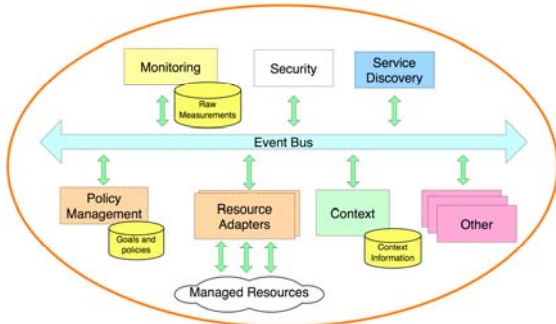 Monitoring
Raw
Measurements
Security
Service
Discovery
Event Bus
Policy
Management
Goals and
policies
Resource
Adapters
Context
Context
Information
Other
Managed Resources